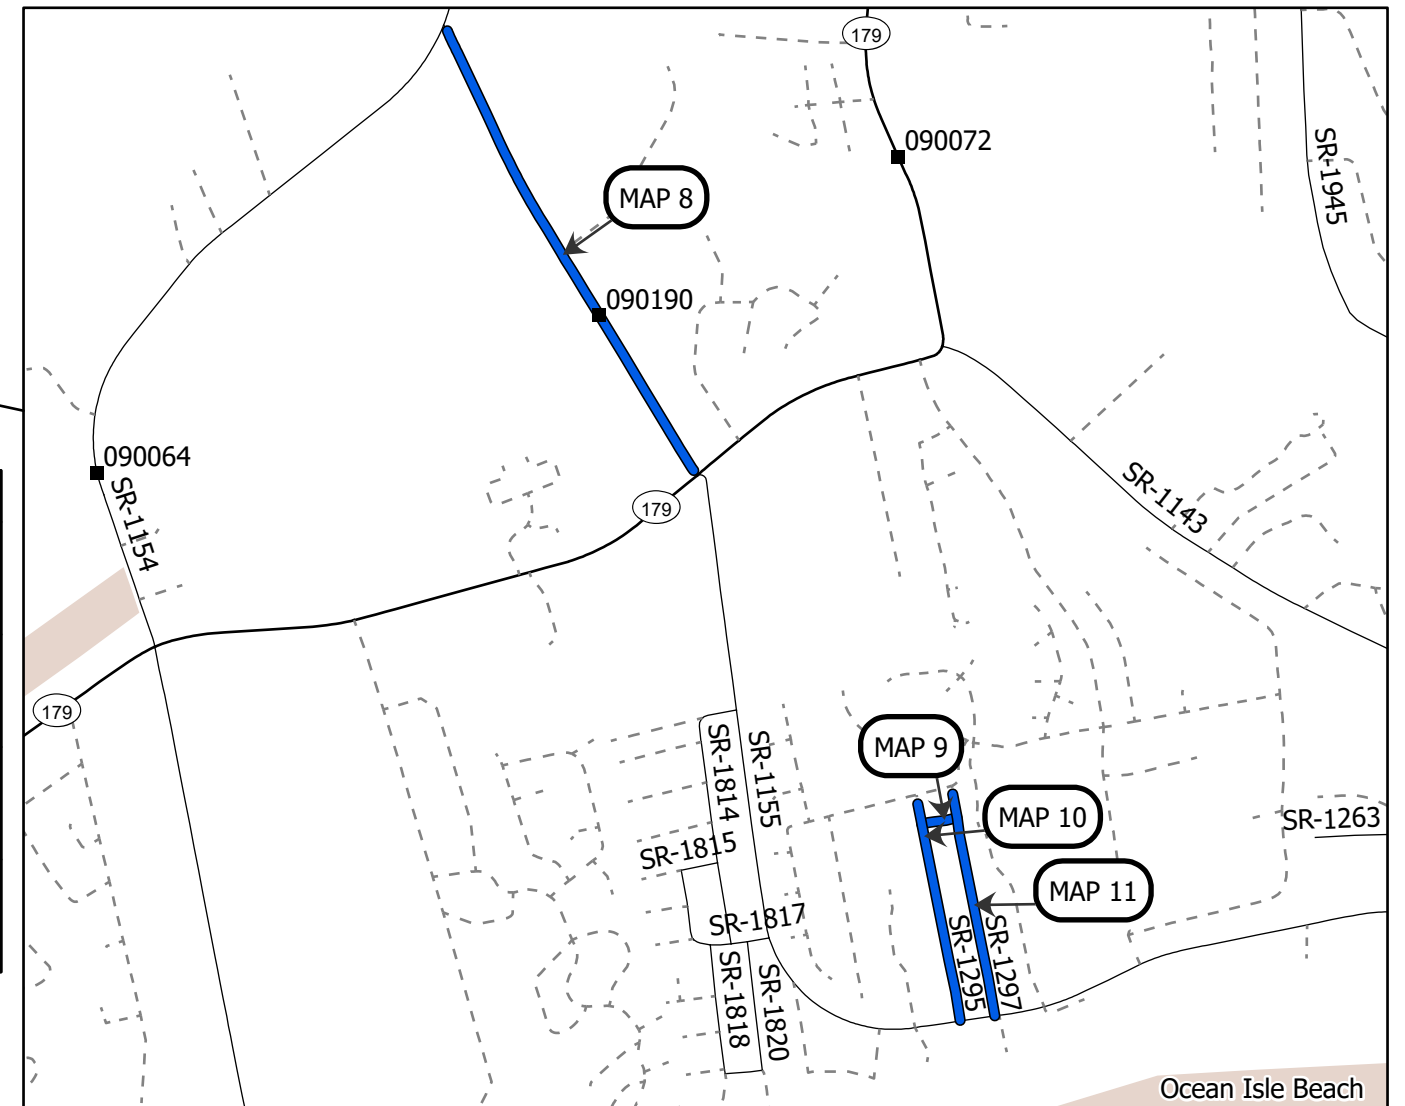 179
090072
SR-1945
MAP 8
090190
090064
SR-1154
179
SR-1143
179
MAP 9
SR-1814
SR-1155
MAP 10
SR-1263
SR-1815
MAP 11
SR-1817
SR-1295
SR-1297
SR-1818
SR-1820
Ocean Isle Beach